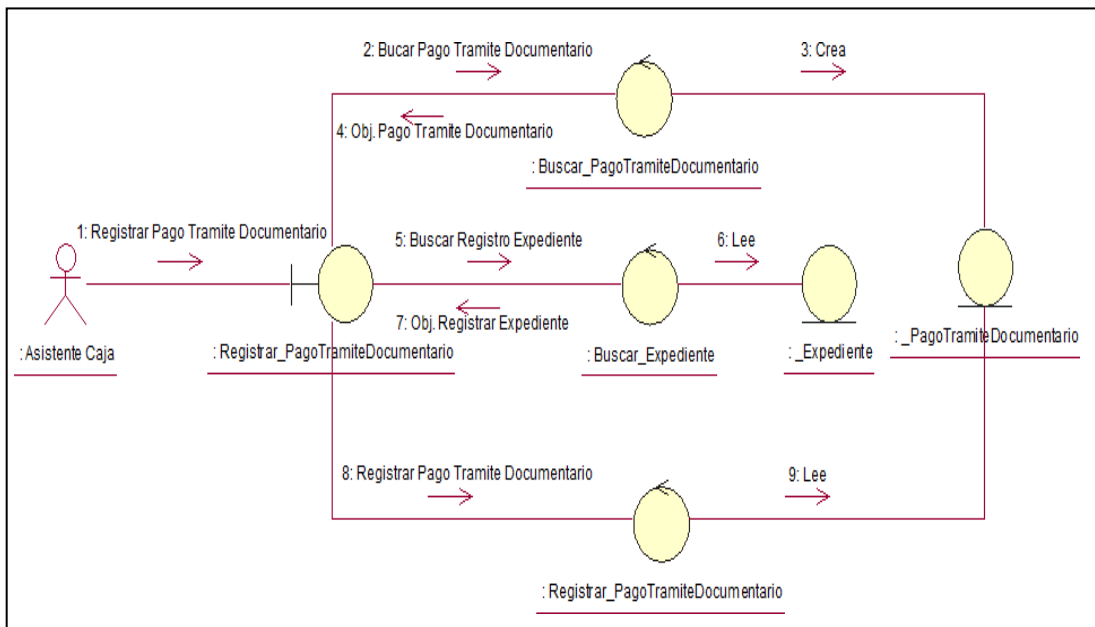 2: Bucar Pago Tramite Documentario
3: Crea
4: Obj. Pago Tramite Documentario
: Buscar_PagoTramiteDocumentario
1: Registrar Pago Tramite Documentario
5: Buscar Registro Expediente
6: Lee
7: Obj. Registrar Expediente
: Asistente Caja
: Registrar_PagoTramiteDocumentario
: Buscar_Expediente
: _Expediente
: _PagoTramiteDocumentario
8: Registrar Pago Tramite Documentario
9: Lee
: Registrar_PagoTramiteDocumentario